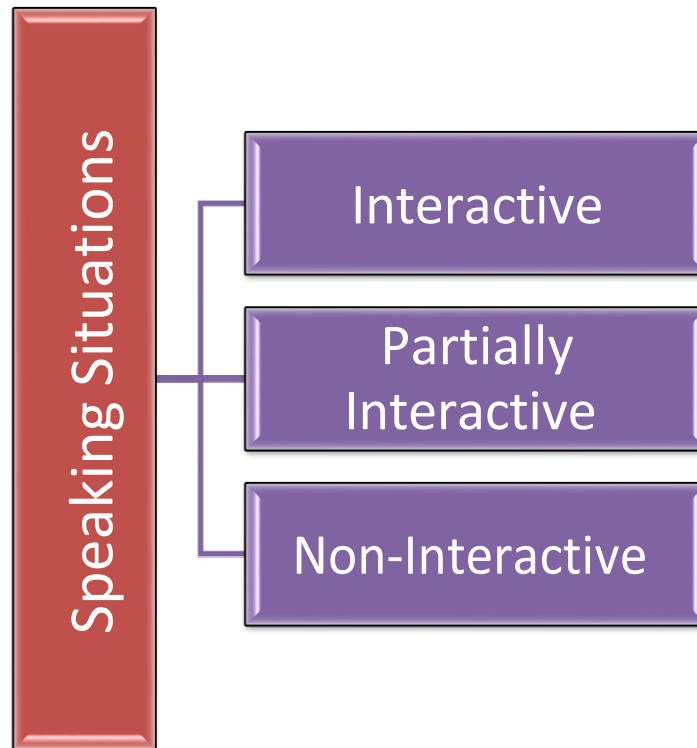 Speaking Situations
Interactive
Partially
Interactive
Non-Interactive